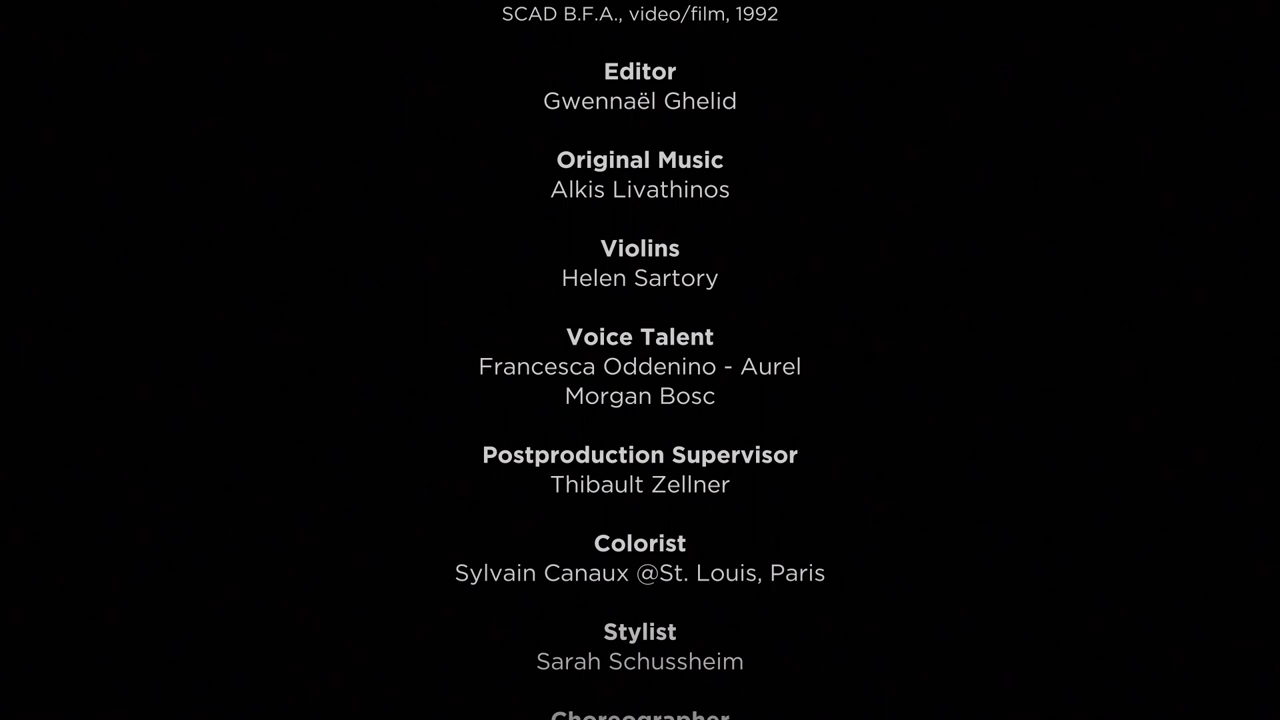 SCAD B.F.A., video/film, 1992
Editor
Gwennaël Ghelid
Original Music
Alkis Livathinos
Violins
Helen Sartory
Voice Talent
Francesca Oddenino - Aurel
Morgan Bosc
Postproduction Supervisor
Thibault Zellner
Colorist
Sylvain Canaux @St. Louis, Paris
Stylist
Sarah Schussheim
Choreographer